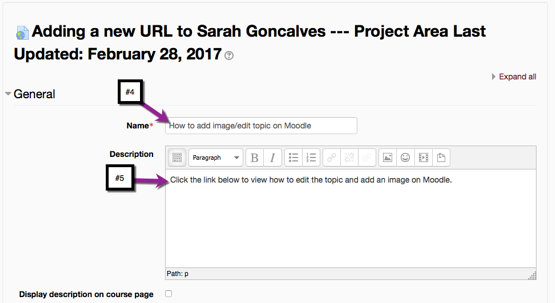 Adding a new URL to Sarah Goncalves --- Project Area Last
Updated: February 28, 2017
Expand all
General
#4
Name* How to add image/edit topic on Moodle
Description
Paragraph B I
#5
Click the link below to view how to edit the topic and add an image on Moodle.
Path: p
Display description on course page